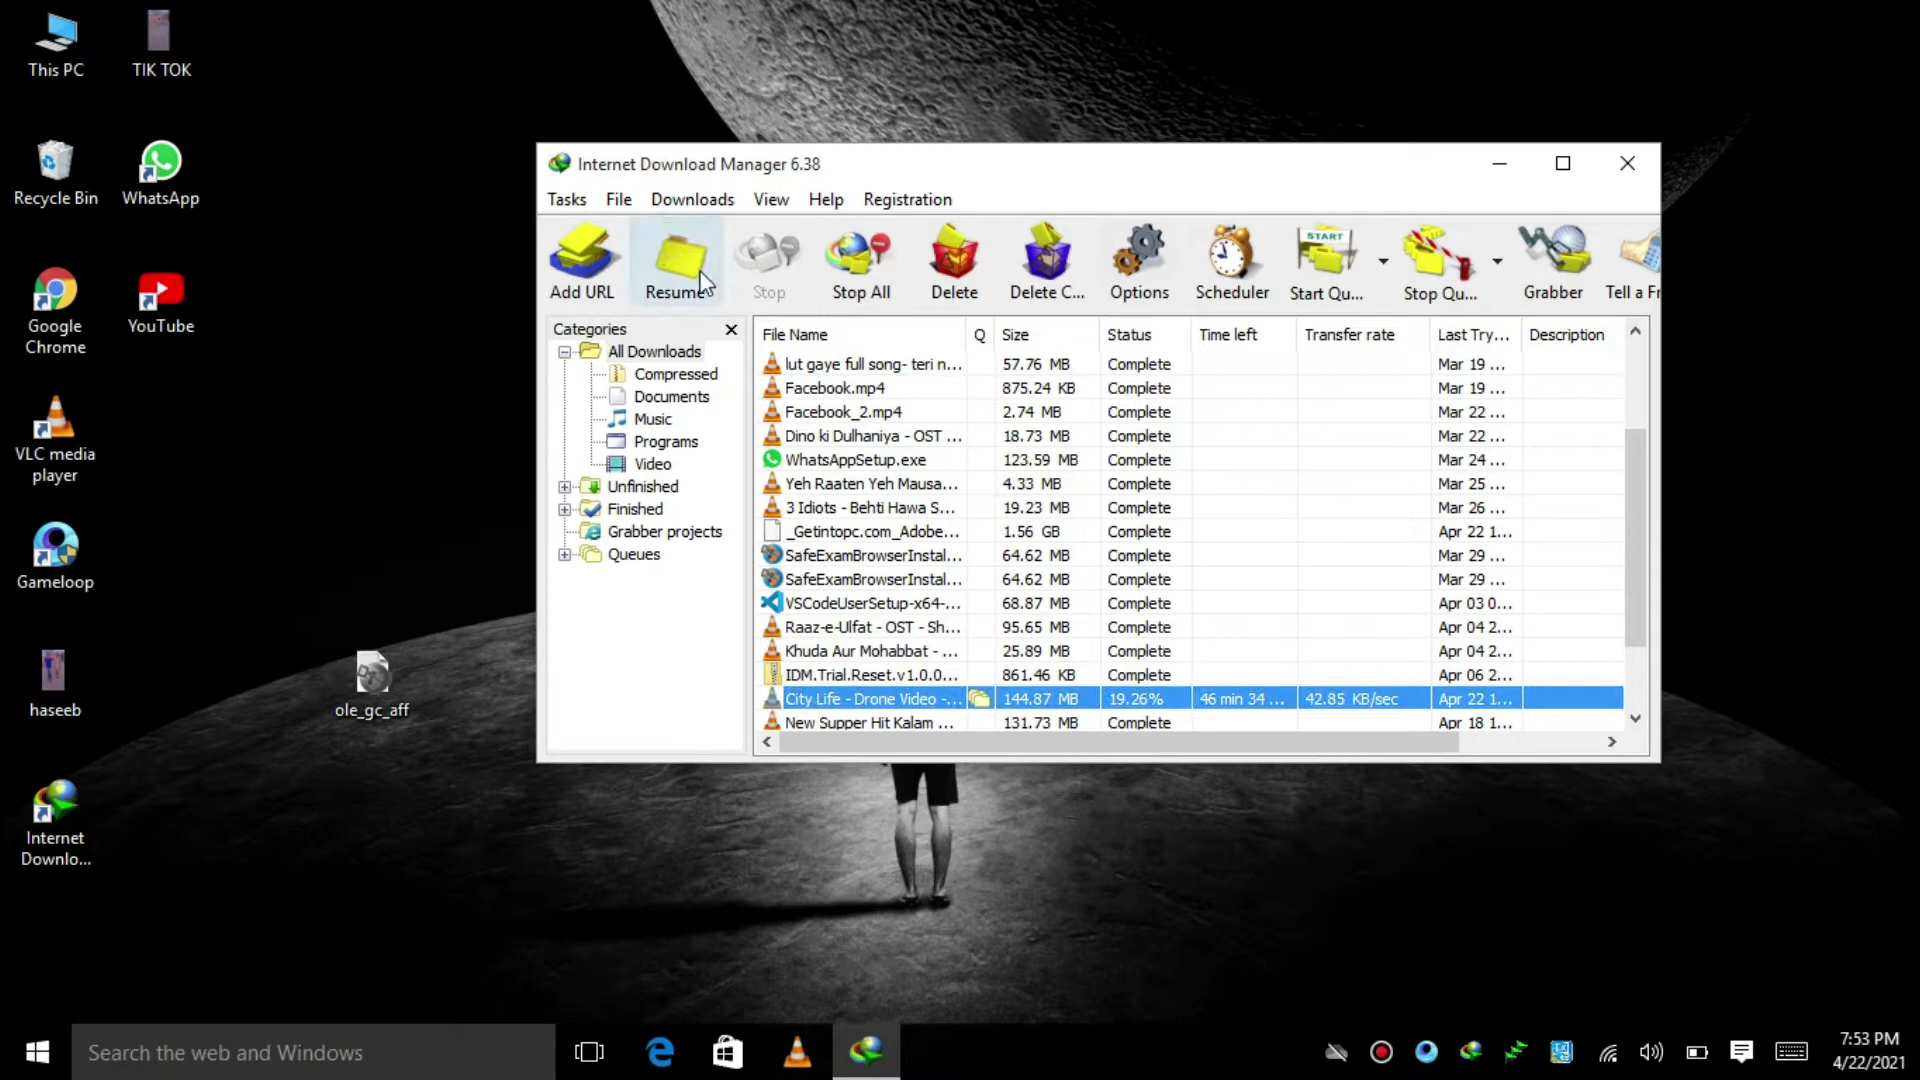 This PC
TIK TOK
Recycle Bin
WhatsApp
Google
Chrome
YouTube
VLC media
player
Gameloop
haseeb
ole_gc_aff
Internet
Downlo...
Internet Download Manager 6.38
Tasks File Downloads View Help Registration
START
Add URL Resume Stop Stop All Delete Delete C... Options Scheduler Start Qu... Stop Qu... Grabber Tell a Fr
Categories
All Downloads
Compressed
Documents
Music
Programs
Video
Unfinished
Finished
Grabber projects
Queues
File Name Q Size Status Time left Transfer rate Last Try... Description
lut gaye full song- teri n... 57.76 MB Complete Mar 19 ...
Facebook.mp4 875.24 KB Complete Mar 19 ...
Facebook_2.mp4 2.74 MB Complete Mar 22 ...
Dino ki Dulhaniya - OST ... 18.73 MB Complete Mar 22 ...
WhatsAppSetup.exe 123.59 MB Complete Mar 24 ...
Yeh Raaten Yeh Mausa... 4.33 MB Complete Mar 25 ...
3 Idiots - Behti Hawa S... 19.23 MB Complete Mar 26 ...
_Getintopc.com_Adobe... 1.56 GB Complete Apr 22 1...
SafeExamBrowserInstal... 64.62 MB Complete Mar 29 ...
SafeExamBrowserInstal... 64.62 MB Complete Mar 29 ...
VSCodeUserSetup-x64-... 68.87 MB Complete Apr 03 0...
Raaz-e-Ulfat - OST - Sh... 95.65 MB Complete Apr 04 2...
Khuda Aur Mohabbat - ... 25.89 MB Complete Apr 04 2...
IDM.Trial.Reset.v1.0.0... 861.46 KB Complete Apr 06 2...
City Life - Drone Video -... 144.87 MB 19.26% 46 min 34 ... 42.85 KB/sec Apr 22 1...
New Supper Hit Kalam ... 131.73 MB Complete Apr 18 1...
Search the web and Windows
7:53 PM
4/22/2021